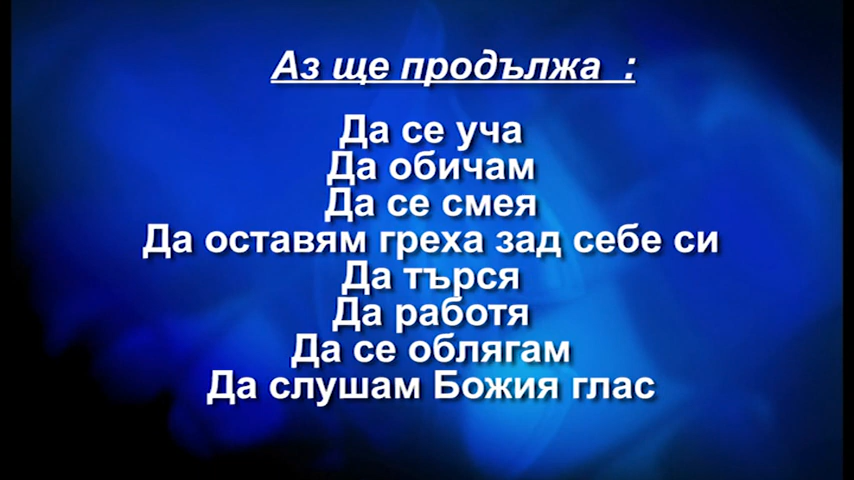 Аз ще продължа  :
Да се уча
Да обичам
Да се смея
Да оставям греха зад себе си
Да търся
Да работя
Да се облягам
Да слушам Божия глас